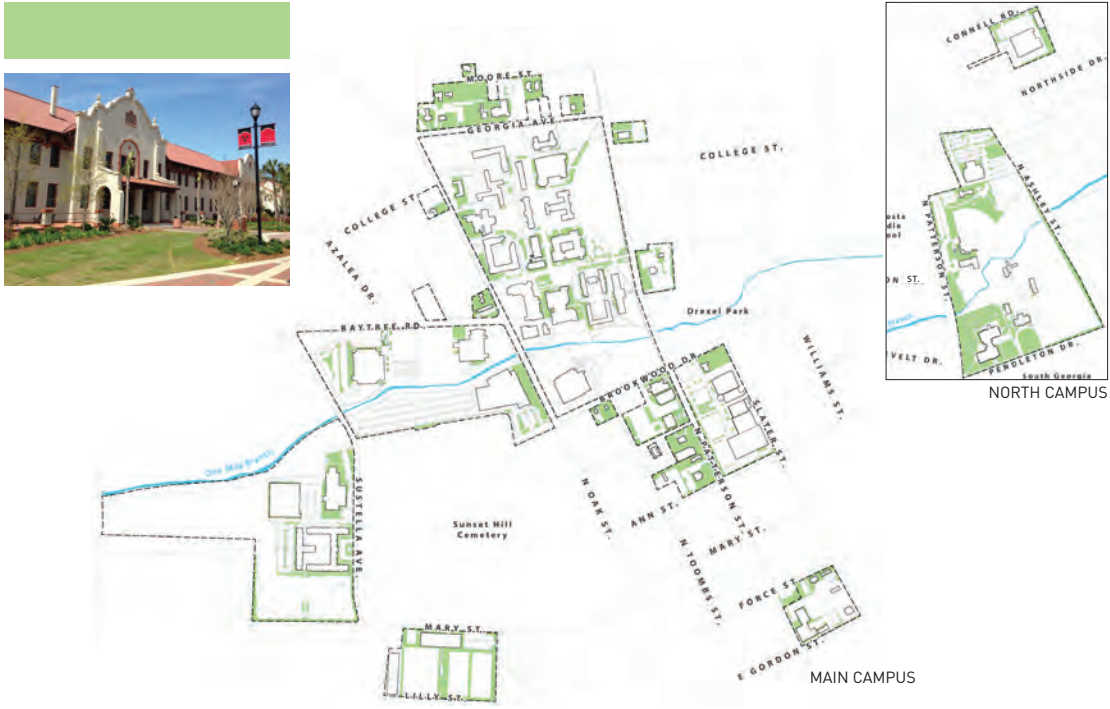 CONNELL RD.
NORTHSIDE DR.
MOORE ST.
GEORGIA AVE.
COLLEGE ST.
N ASHLEY ST.
COLLEGE ST.
N PATTERSON ST.
AZALEA DR.
ST.
Drexel Park
BAYTREE RD.
PENDLETON DR.
South Georgia
NORTH CAMPUS
BROOKWOOD DR.
WILLIAMS ST.
SLATER ST.
One Mile Branch
SUSTELLA AVE.
N OAK ST.
N PATTERSON ST.
ANN ST.
Sunset Hill
Cemetery
MARY ST.
N TOOMBS ST.
FORCE ST.
MARY ST.
E GORDON ST.
MAIN CAMPUS
LILLY ST.